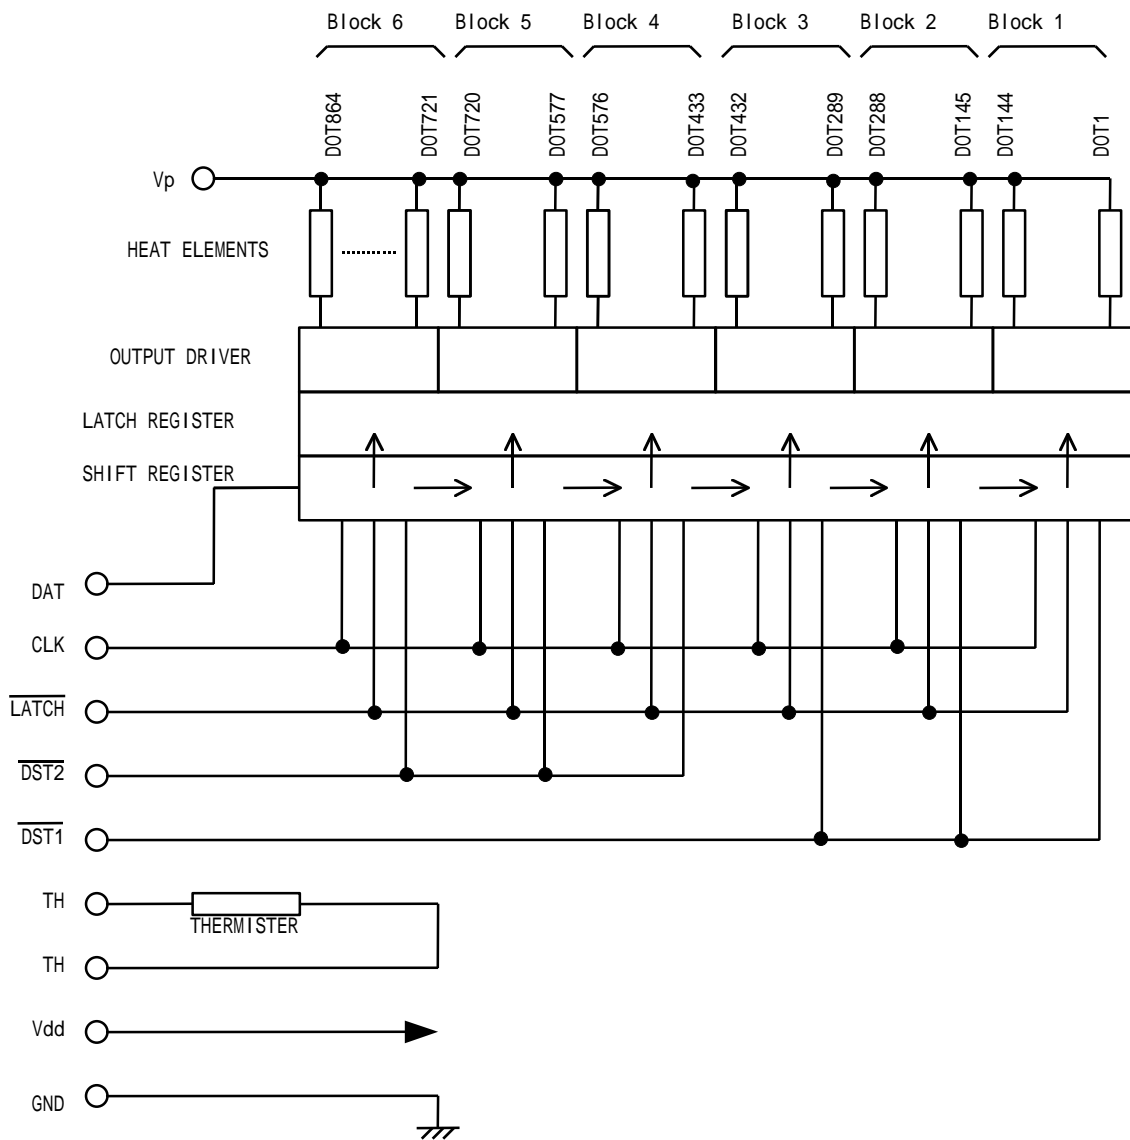 Block 6 Block 5 Block 4 Block 3 Block 2 Block 1
DOT864 DOT721 DOT720 DOT577 DOT576 DOT433 DOT432 DOT289 DOT288 DOT145 DOT144 DOT1
Vp
HEAT ELEMENTS
OUTPUT DRIVER
LATCH REGISTER
SHIFT REGISTER
DAT
CLK
LATCH
DST2
DST1
TH
THERMISTER
TH
Vdd
GND